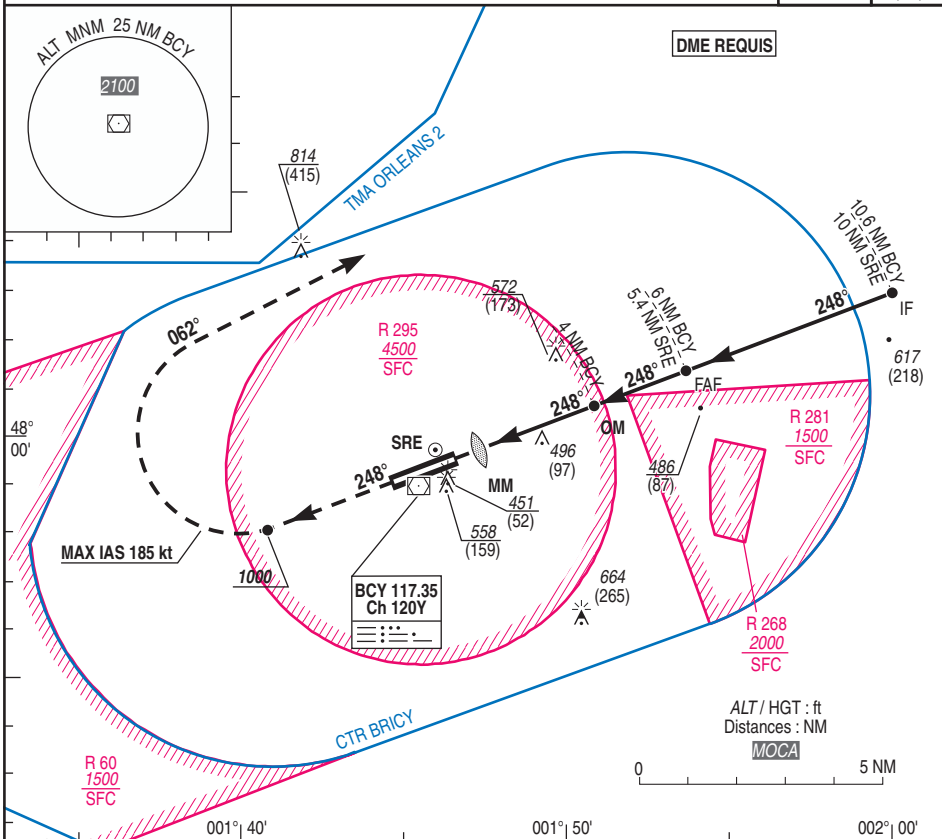 ALT MNM 25 NM BCY
2100
DME REQUIS
814
(415)
TMA ORLEANS 2
10.6 NM BCY
10 NM SRE
248°
IF
617
(218)
062°
R 295
4500
SFC
572
(173)
4 NM BCY
6 NM BCY
5.4 NM SRE
248°
FAF
248°
OM
R 281
1500
SFC
48°
00'
SRE
248°
MM
496
(97)
486
(87)
451
(52)
558
(159)
MAX IAS 185 kt
1000
BCY 117.35
Ch 120Y
664
(265)
R 268
2000
SFC
CTR BRICY
ALT / HGT : ft
Distances : NM
MOCA
0
5 NM
R 60
1500
SFC
001° 40'
001° 50'
002° 00'